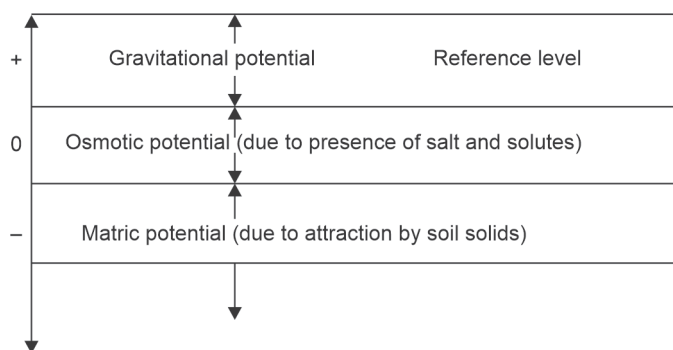 + Gravitational potential Reference level
0 Osmotic potential (due to presence of salt and solutes)
– Matric potential (due to attraction by soil solids)